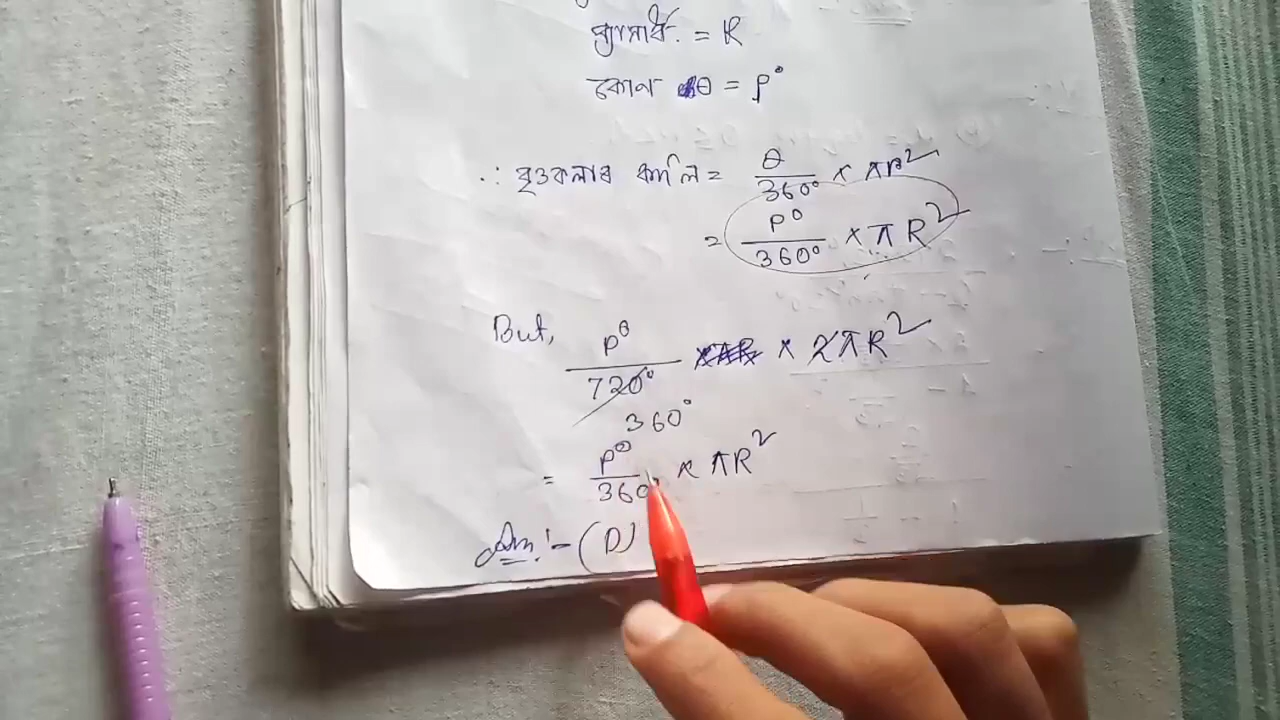 ব্যাসাৰ্ধ = R
কোণ θ = P°
∴ বৃত্তকলাৰ কালি = θ/360° × πr²
= P°/360° × πR²
But, P°/720° × 2πR²
360°
= P°/360° × πR²
Ans:- (D)